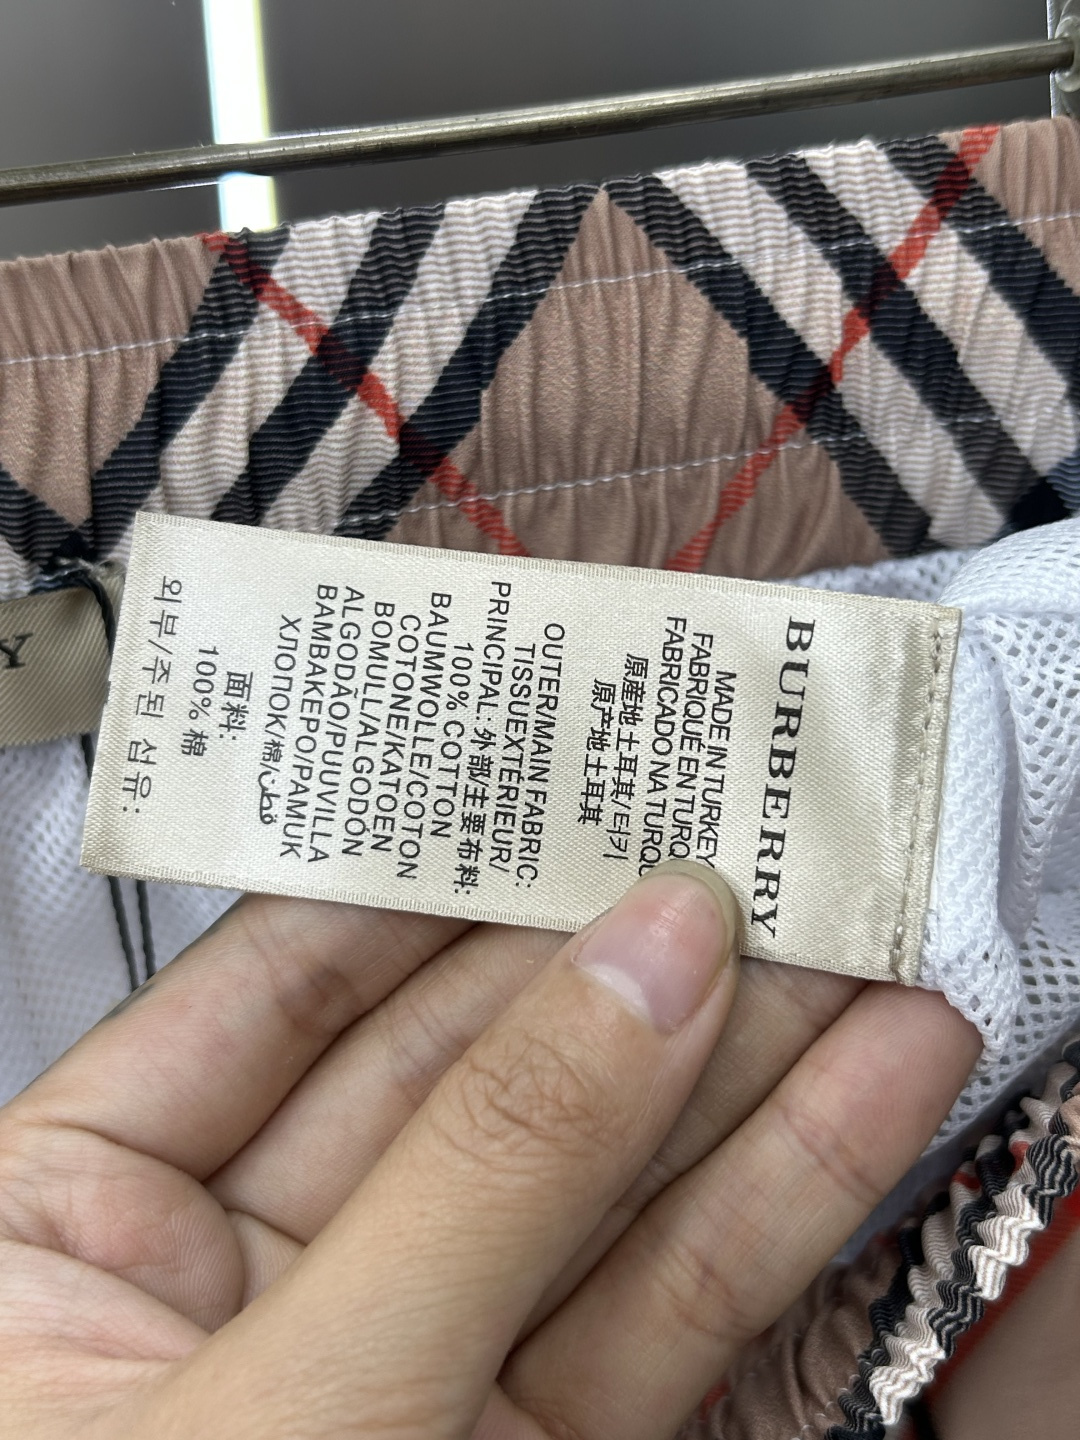 BURBERRY
MADE IN TURKEY
FABRIQUÉ EN TURQ
FABRICADO NA TURQU
原産地土耳其/터키
原产地土耳其
OUTER/MAIN FABRIC:
TISSUEXTÉRIEUR/
PRINCIPAL: 外部/主要布料:
100% COTTON
BAUMWOLLE/COTON
COTONE/KATOEN
BOMULL/ALGODÓN
ALGODÃO/PUUVILLA
BAMBAKEPO/PAMUK
ХЛОПОК/棉/قطن
面料:
100% 棉
외부/주된 섬유: